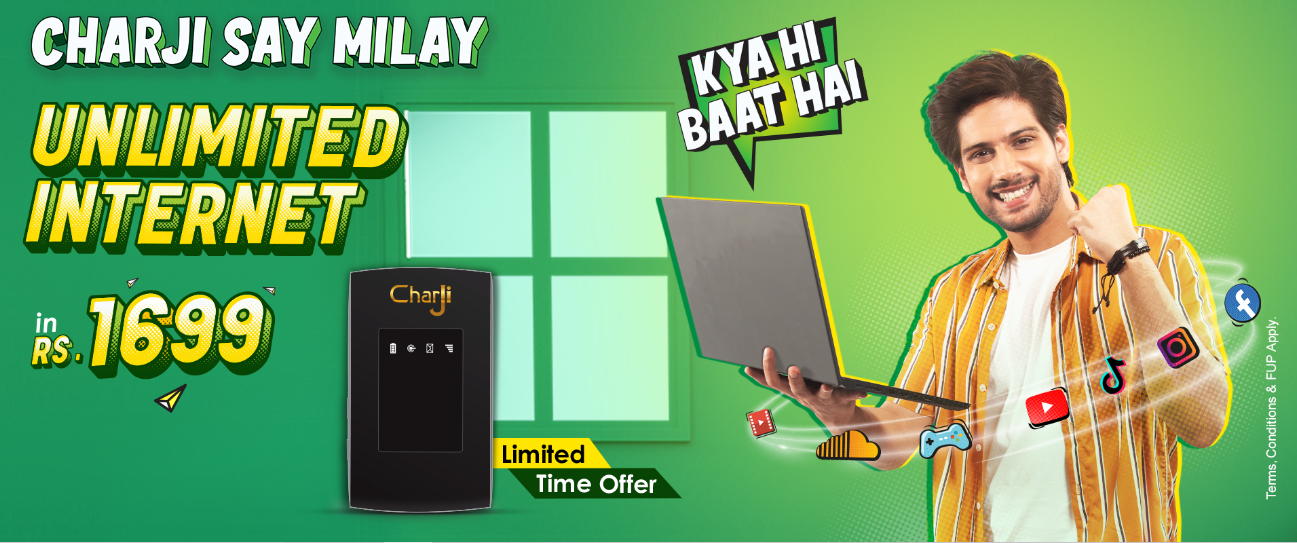 CHARJI SAY MILAY
UNLIMITED
INTERNET
in
RS. 1699
CharJi
Limited
Time Offer
KYA HI
BAAT HAI
Terms, Conditions & FUP Apply.